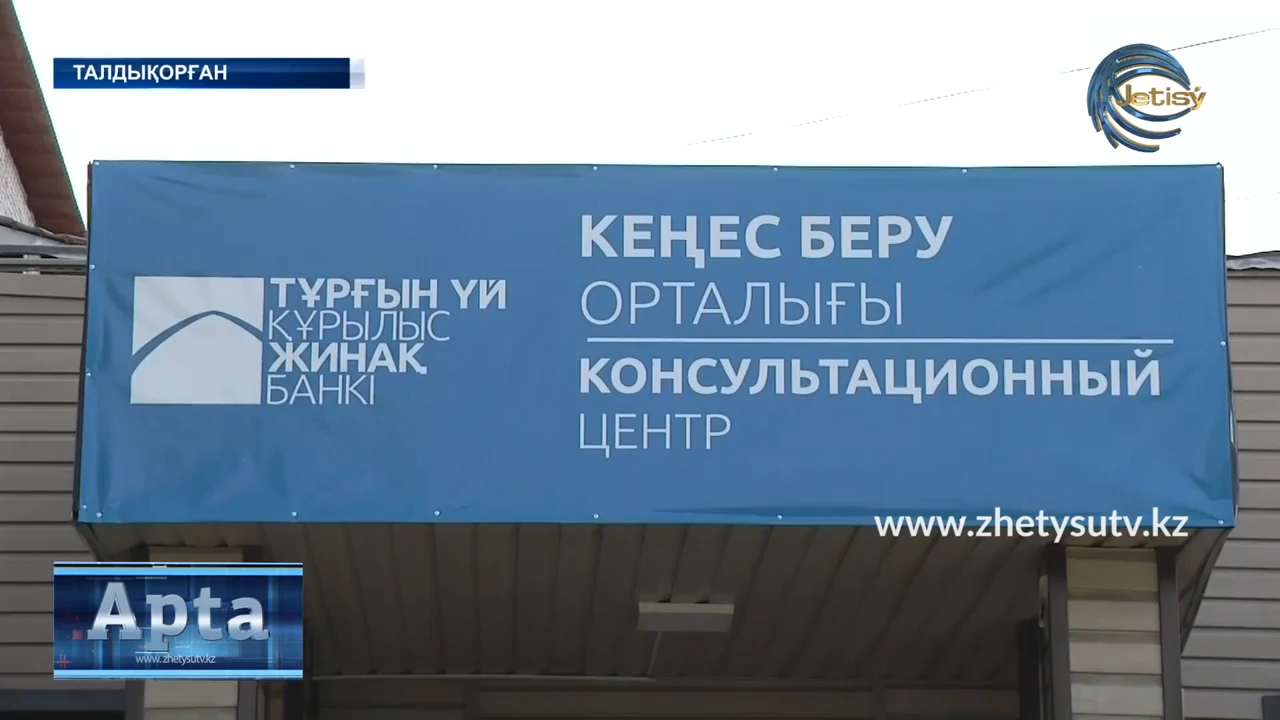 ТАЛДЫҚОРҒАН
Jetisý
ТҰРҒЫН ҮЙ
ҚҰРЫЛЫС
ЖИНАҚ
БАНКІ
КЕҢЕС БЕРУ
ОРТАЛЫҒЫ
КОНСУЛЬТАЦИОННЫЙ
ЦЕНТР
www.zhetysutv.kz
Apta
www.zhetysutv.kz